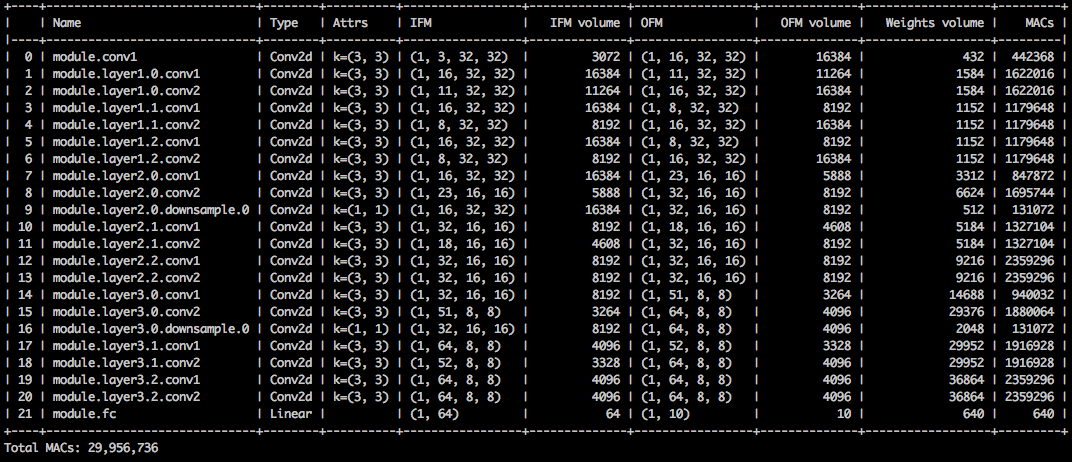 +----+------------------------------+--------+----------+-----------------+--------------+-----------------+--------------+------------------+---------+
|    | Name                         | Type   | Attrs    | IFM             |   IFM volume | OFM             |   OFM volume |   Weights volume |    MACs |
|----+------------------------------+--------+----------+-----------------+--------------+-----------------+--------------+------------------+---------|
|  0 | module.conv1                 | Conv2d | k=(3, 3) | (1, 3, 32, 32)  |         3072 | (1, 16, 32, 32) |        16384 |              432 |  442368 |
|  1 | module.layer1.0.conv1        | Conv2d | k=(3, 3) | (1, 16, 32, 32) |        16384 | (1, 11, 32, 32) |        11264 |             1584 | 1622016 |
|  2 | module.layer1.0.conv2        | Conv2d | k=(3, 3) | (1, 11, 32, 32) |        11264 | (1, 16, 32, 32) |        16384 |             1584 | 1622016 |
|  3 | module.layer1.1.conv1        | Conv2d | k=(3, 3) | (1, 16, 32, 32) |        16384 | (1, 8, 32, 32)  |         8192 |             1152 | 1179648 |
|  4 | module.layer1.1.conv2        | Conv2d | k=(3, 3) | (1, 8, 32, 32)  |         8192 | (1, 16, 32, 32) |        16384 |             1152 | 1179648 |
|  5 | module.layer1.2.conv1        | Conv2d | k=(3, 3) | (1, 16, 32, 32) |        16384 | (1, 8, 32, 32)  |         8192 |             1152 | 1179648 |
|  6 | module.layer1.2.conv2        | Conv2d | k=(3, 3) | (1, 8, 32, 32)  |         8192 | (1, 16, 32, 32) |        16384 |             1152 | 1179648 |
|  7 | module.layer2.0.conv1        | Conv2d | k=(3, 3) | (1, 16, 32, 32) |        16384 | (1, 23, 16, 16) |         5888 |             3312 |  847872 |
|  8 | module.layer2.0.conv2        | Conv2d | k=(3, 3) | (1, 23, 16, 16) |         5888 | (1, 32, 16, 16) |         8192 |             6624 | 1695744 |
|  9 | module.layer2.0.downsample.0 | Conv2d | k=(1, 1) | (1, 16, 32, 32) |        16384 | (1, 32, 16, 16) |         8192 |              512 |  131072 |
| 10 | module.layer2.1.conv1        | Conv2d | k=(3, 3) | (1, 32, 16, 16) |         8192 | (1, 18, 16, 16) |         4608 |             5184 | 1327104 |
| 11 | module.layer2.1.conv2        | Conv2d | k=(3, 3) | (1, 18, 16, 16) |         4608 | (1, 32, 16, 16) |         8192 |             5184 | 1327104 |
| 12 | module.layer2.2.conv1        | Conv2d | k=(3, 3) | (1, 32, 16, 16) |         8192 | (1, 32, 16, 16) |         8192 |             9216 | 2359296 |
| 13 | module.layer2.2.conv2        | Conv2d | k=(3, 3) | (1, 32, 16, 16) |         8192 | (1, 32, 16, 16) |         8192 |             9216 | 2359296 |
| 14 | module.layer3.0.conv1        | Conv2d | k=(3, 3) | (1, 32, 16, 16) |         8192 | (1, 51, 8, 8)   |         3264 |            14688 |  940032 |
| 15 | module.layer3.0.conv2        | Conv2d | k=(3, 3) | (1, 51, 8, 8)   |         3264 | (1, 64, 8, 8)   |         4096 |            29376 | 1880064 |
| 16 | module.layer3.0.downsample.0 | Conv2d | k=(1, 1) | (1, 32, 16, 16) |         8192 | (1, 64, 8, 8)   |         4096 |             2048 |  131072 |
| 17 | module.layer3.1.conv1        | Conv2d | k=(3, 3) | (1, 64, 8, 8)   |         4096 | (1, 52, 8, 8)   |         3328 |            29952 | 1916928 |
| 18 | module.layer3.1.conv2        | Conv2d | k=(3, 3) | (1, 52, 8, 8)   |         3328 | (1, 64, 8, 8)   |         4096 |            29952 | 1916928 |
| 19 | module.layer3.2.conv1        | Conv2d | k=(3, 3) | (1, 64, 8, 8)   |         4096 | (1, 64, 8, 8)   |         4096 |            36864 | 2359296 |
| 20 | module.layer3.2.conv2        | Conv2d | k=(3, 3) | (1, 64, 8, 8)   |         4096 | (1, 64, 8, 8)   |         4096 |            36864 | 2359296 |
| 21 | module.fc                    | Linear |          | (1, 64)         |           64 | (1, 10)         |           10 |              640 |     640 |
+----+------------------------------+--------+----------+-----------------+--------------+-----------------+--------------+------------------+---------+
Total MACs: 29,956,736